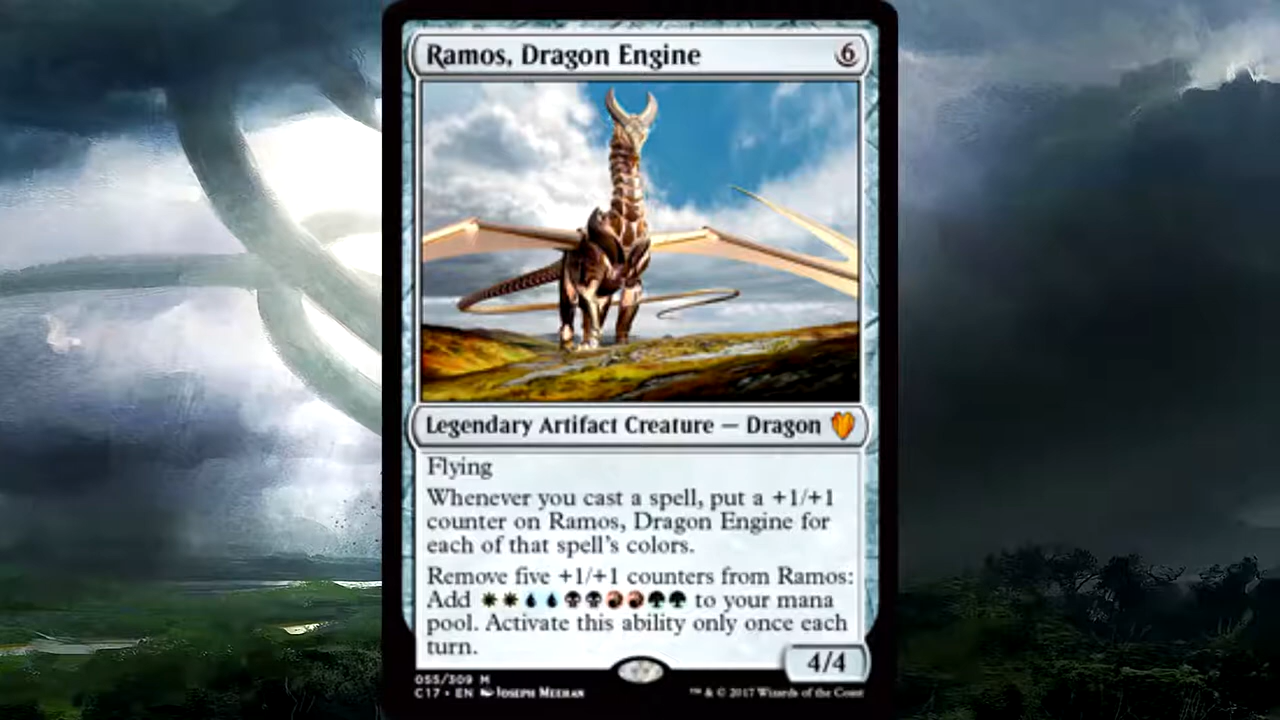 Ramos, Dragon Engine 6
Legendary Artifact Creature — Dragon
Flying
Whenever you cast a spell, put a +1/+1
counter on Ramos, Dragon Engine for
each of that spell's colors.
Remove five +1/+1 counters from Ramos:
Add to your mana
pool. Activate this ability only once each
turn.
4/4
055/309 M
C17 • EN Joseph Meehan
™ & © 2017 Wizards of the Coast